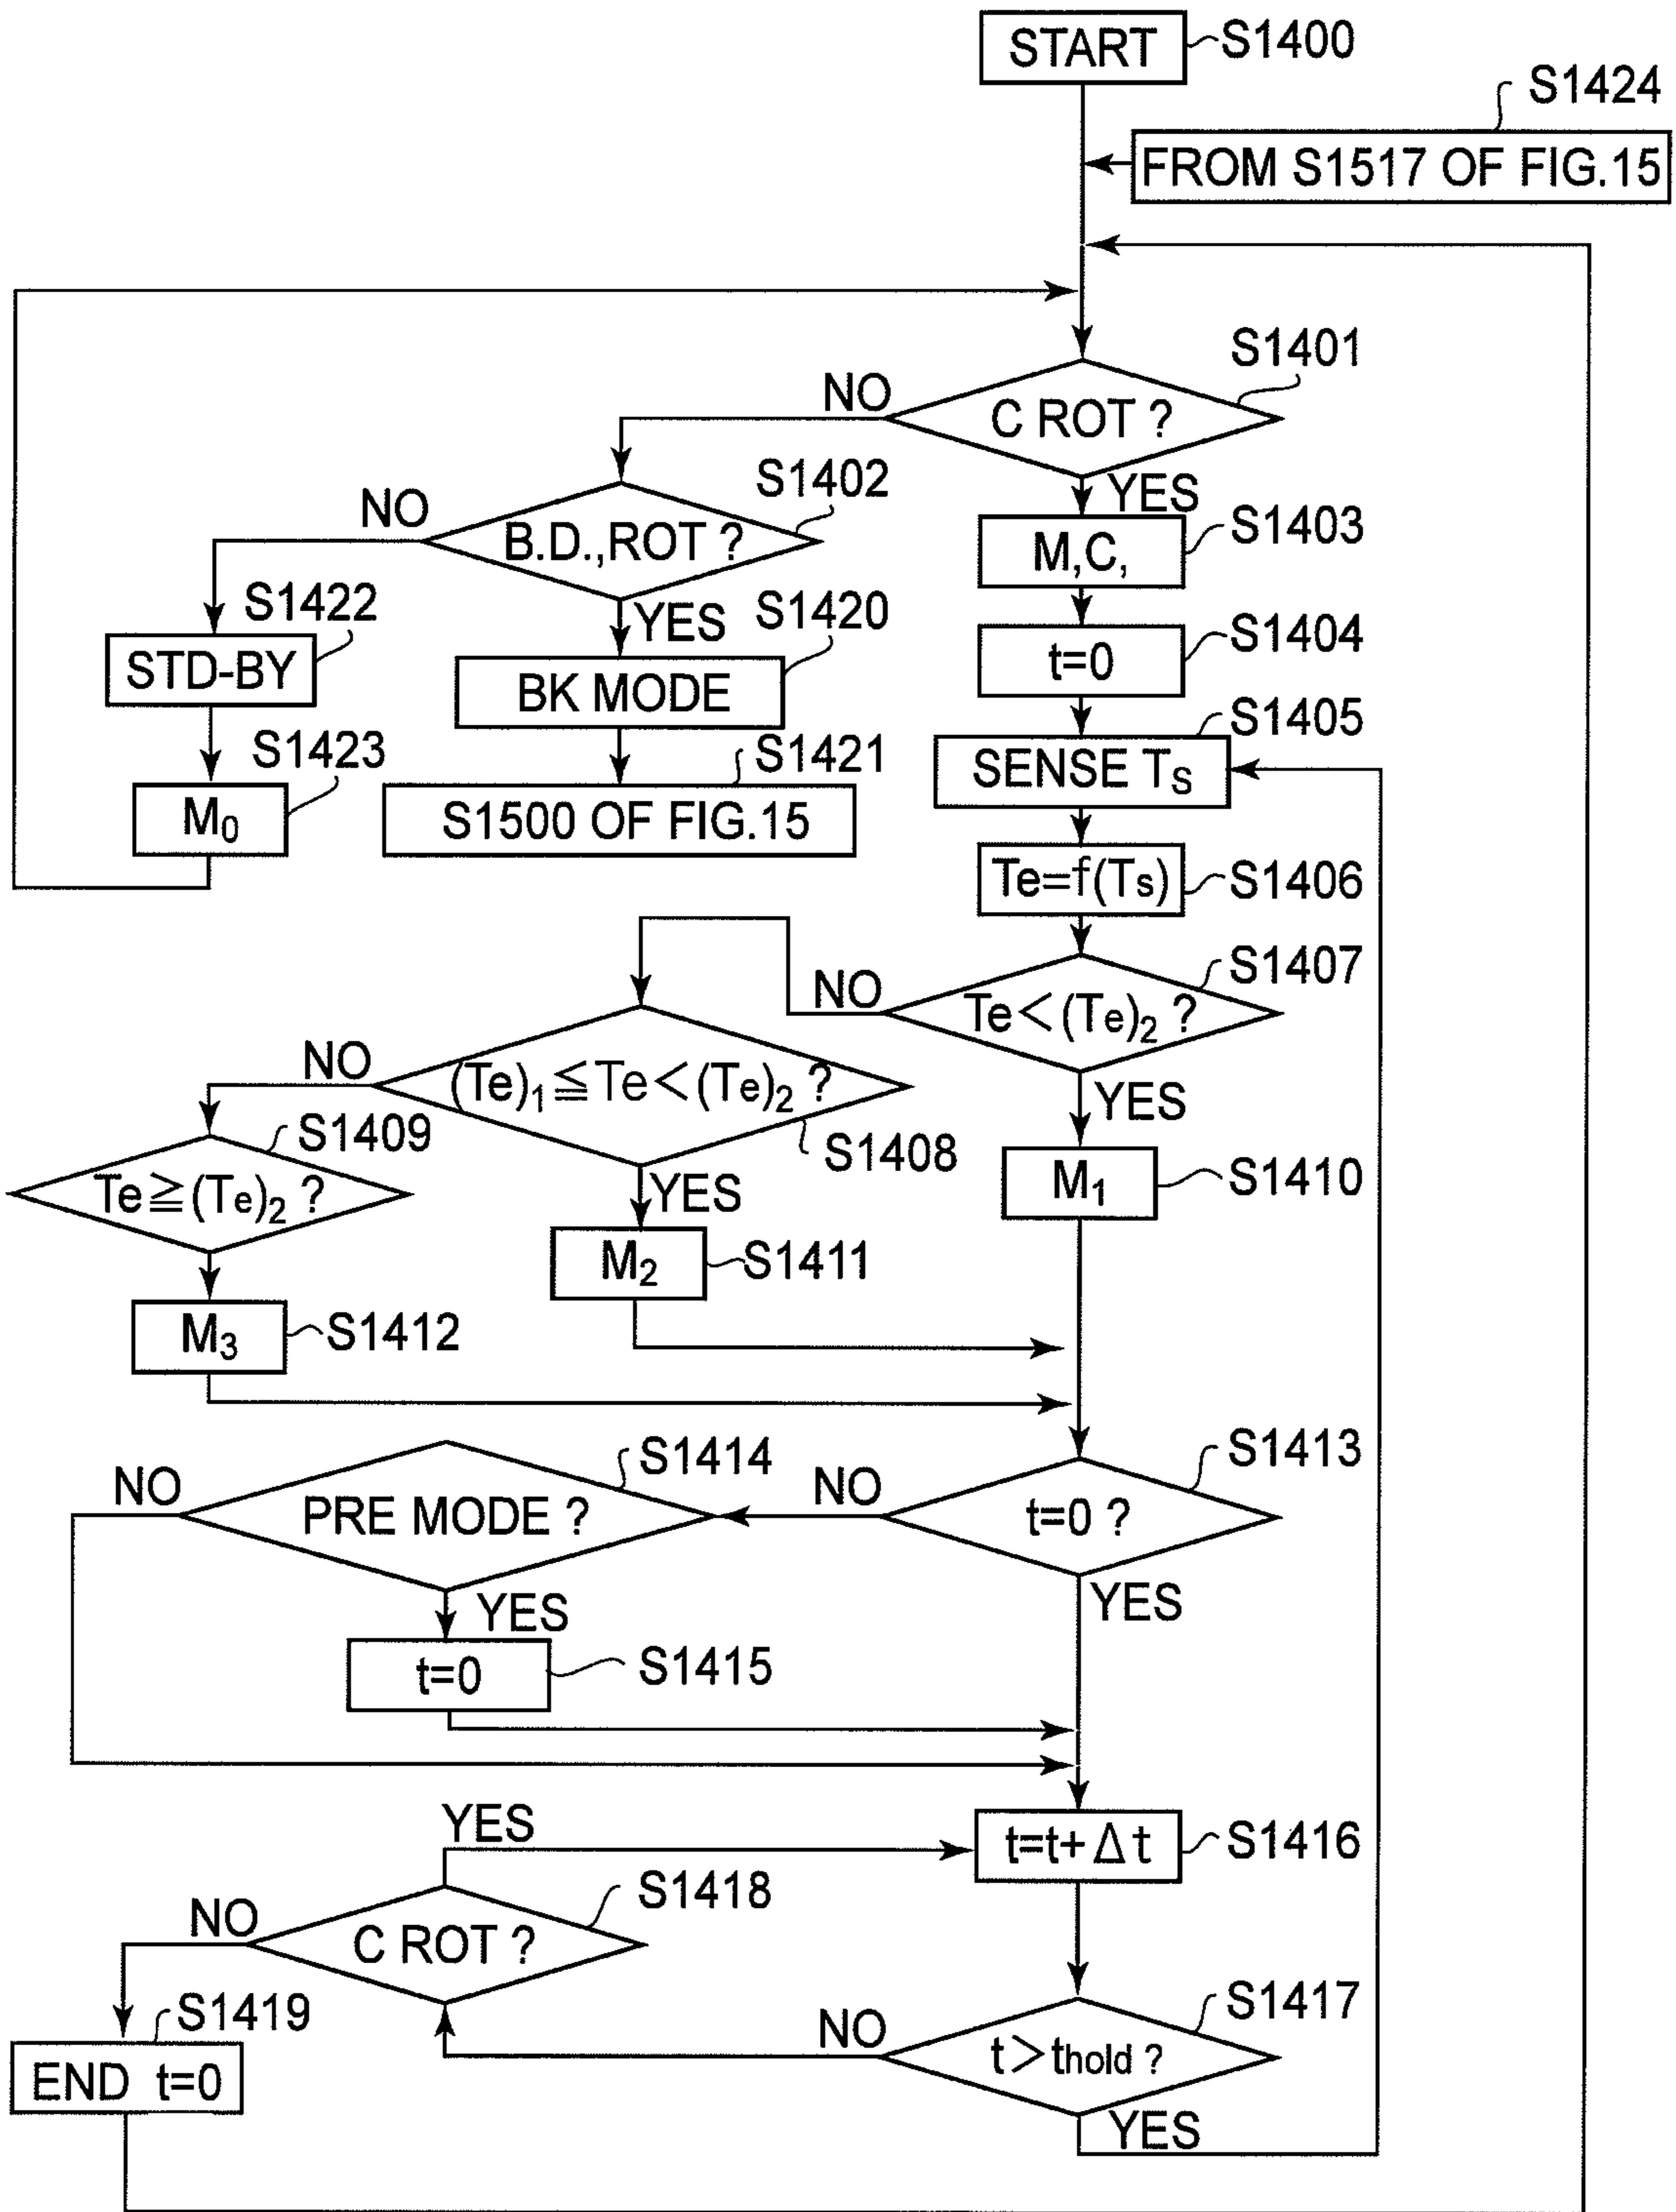 START
S1400
S1424
FROM S1517 OF FIG.15
S1401
NO
C ROT ?
S1402
YES
NO
B.D.,ROT ?
S1403
M,C,
S1422
YES
S1420
S1404
t=0
STD-BY
BK MODE
S1405
S1423
S1421
SENSE TS
M0
S1500 OF FIG.15
Te=f(Ts)
S1406
S1407
NO
Te<(Te)2 ?
NO
(Te)1≦Te<(Te)2 ?
YES
S1409
S1408
Te≧(Te)2 ?
YES
M1
S1410
M2
S1411
M3
S1412
S1414
S1413
NO
NO
PRE MODE ?
t=0 ?
YES
YES
t=0
S1415
YES
t=t+Δt
S1416
S1418
NO
C ROT ?
S1417
S1419
NO
t>thold ?
END t=0
YES